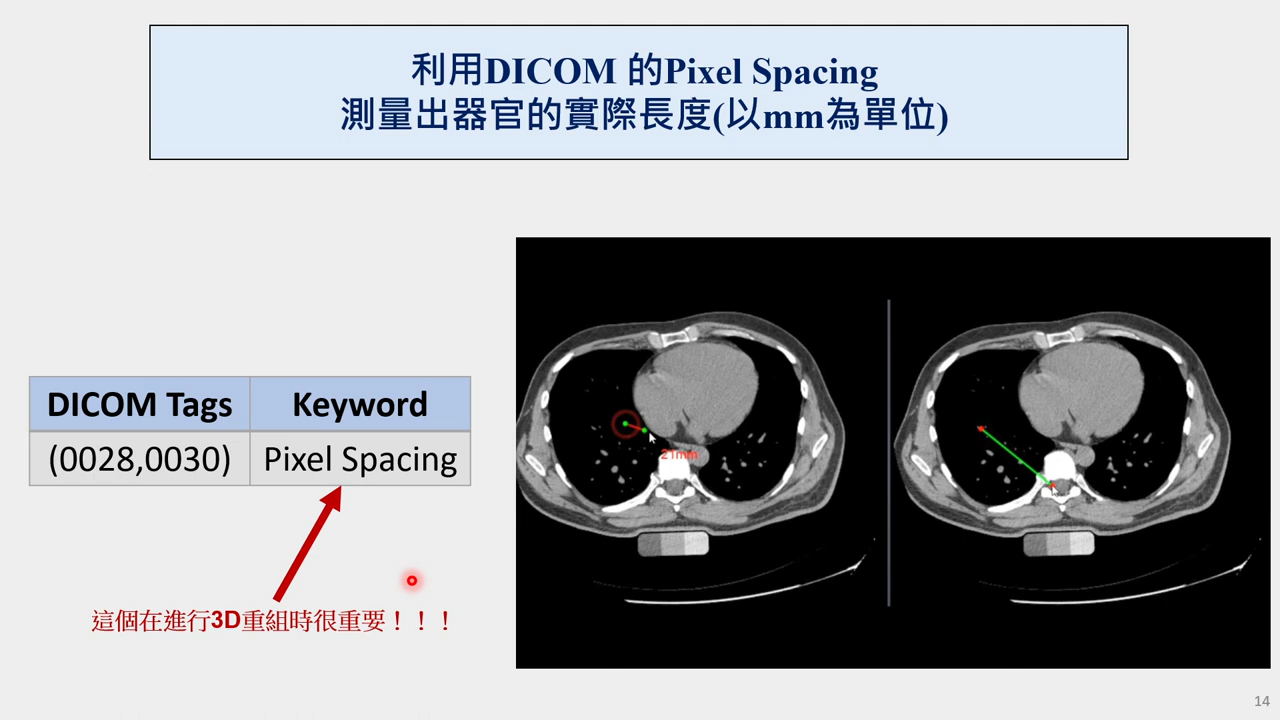 利用DICOM 的Pixel Spacing
測量出器官的實際長度(以mm為單位)
DICOM Tags Keyword
(0028,0030) Pixel Spacing
這個在進行3D重組時很重要！！！
21mm
14